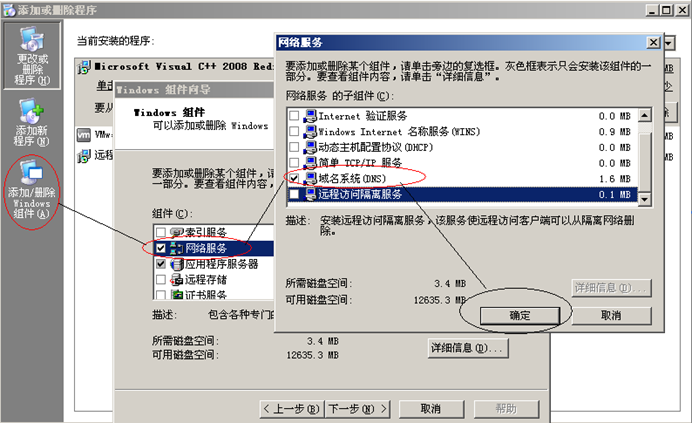 添加或删除程序
更改或
删除
程序(H)
添加新
程序(N)
添加/删除
Windows
组件(A)
当前安装的程序:
Microsoft Visual C++ 2008 Redi
单击
要从
VMwa
远程
MB
少
MB
Windows 组件向导
Windows 组件
可以添加或删除 Windows
要添加或删除某个组件,请
一部分。要查看组件内容,
组件(C):
索引服务
网络服务
应用程序服务器
远程存储
证书服务
描述: 包含各种专门的
所需磁盘空间: 3.4 MB
可用磁盘空间: 12635.3 MB
详细信息(D)...
< 上一步(B)
下一步(N) >
取消
帮助
网络服务
要添加或删除某个组件,请单击旁边的复选框。灰色框表示只会安装该组件的一
部分。要查看组件内容,请单击“详细信息”。
网络服务 的子组件(C):
Internet 验证服务 0.0 MB
Windows Internet 名称服务(WINS) 0.9 MB
动态主机配置协议(DHCP) 0.0 MB
简单 TCP/IP 服务 0.0 MB
域名系统(DNS) 1.6 MB
远程访问隔离服务 0.1 MB
描述: 安装远程访问隔离服务,该服务使远程访问客户端可以从隔离网络删
除。
所需磁盘空间: 3.4 MB
可用磁盘空间: 12635.3 MB
详细信息(D)...
确定
取消